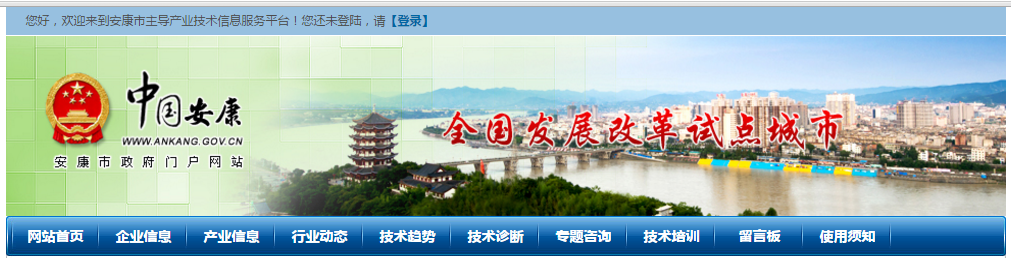 您好，欢迎来到安康市主导产业技术信息服务平台！您还未登陆，请【登录】
中国安康
WWW.ANKANG.GOV.CN
安康市政府门户网站
全国发展改革试点城市
网站首页 企业信息 产业信息 行业动态 技术趋势 技术诊断 专题咨询 技术培训 留言板 使用须知